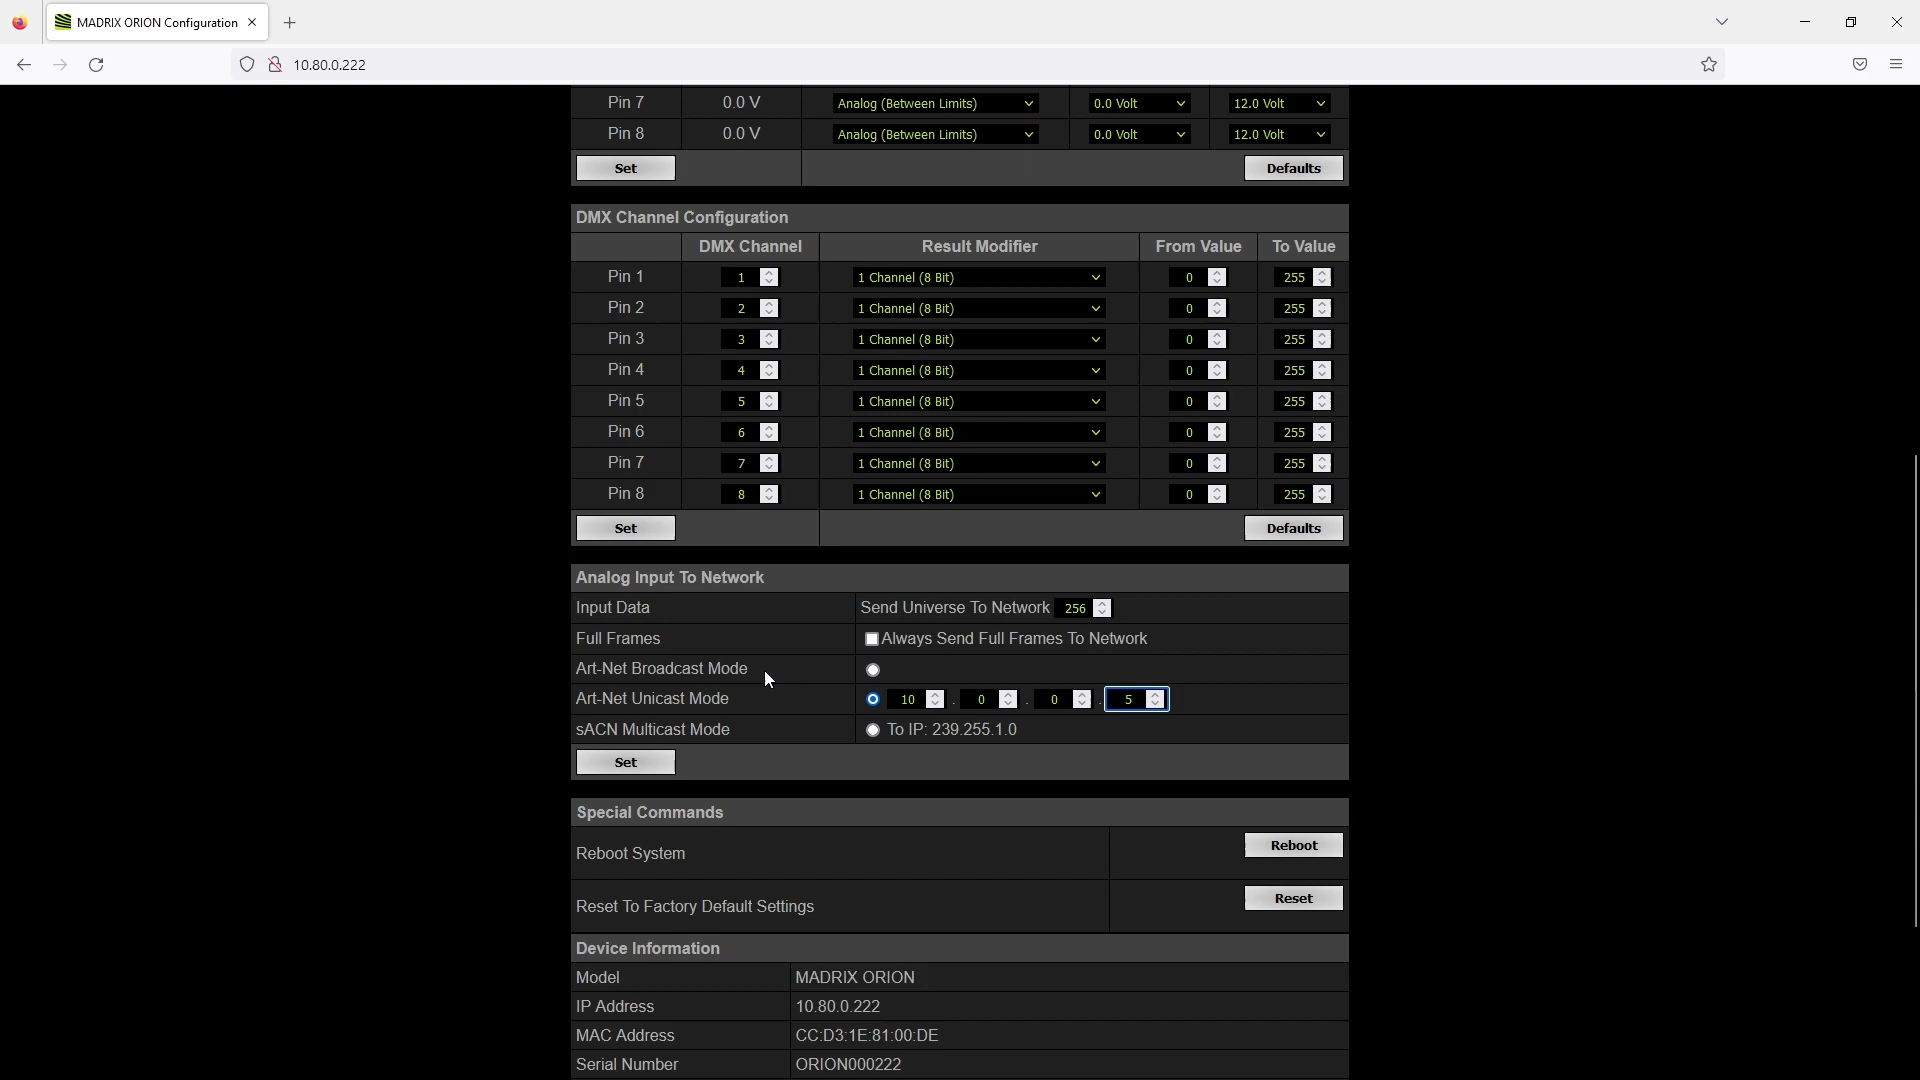 MADRIX ORION Configuration
10.80.0.222
Pin 7 0.0 V Analog (Between Limits) 0.0 Volt 12.0 Volt
Pin 8 0.0 V Analog (Between Limits) 0.0 Volt 12.0 Volt
Set Defaults
DMX Channel Configuration
DMX Channel Result Modifier From Value To Value
Pin 1 1 1 Channel (8 Bit) 0 255
Pin 2 2 1 Channel (8 Bit) 0 255
Pin 3 3 1 Channel (8 Bit) 0 255
Pin 4 4 1 Channel (8 Bit) 0 255
Pin 5 5 1 Channel (8 Bit) 0 255
Pin 6 6 1 Channel (8 Bit) 0 255
Pin 7 7 1 Channel (8 Bit) 0 255
Pin 8 8 1 Channel (8 Bit) 0 255
Set Defaults
Analog Input To Network
Input Data Send Universe To Network 256
Full Frames Always Send Full Frames To Network
Art-Net Broadcast Mode
Art-Net Unicast Mode 10 . 0 . 0 . 5
sACN Multicast Mode To IP: 239.255.1.0
Set
Special Commands
Reboot System Reboot
Reset To Factory Default Settings Reset
Device Information
Model MADRIX ORION
IP Address 10.80.0.222
MAC Address CC:D3:1E:81:00:DE
Serial Number ORION000222